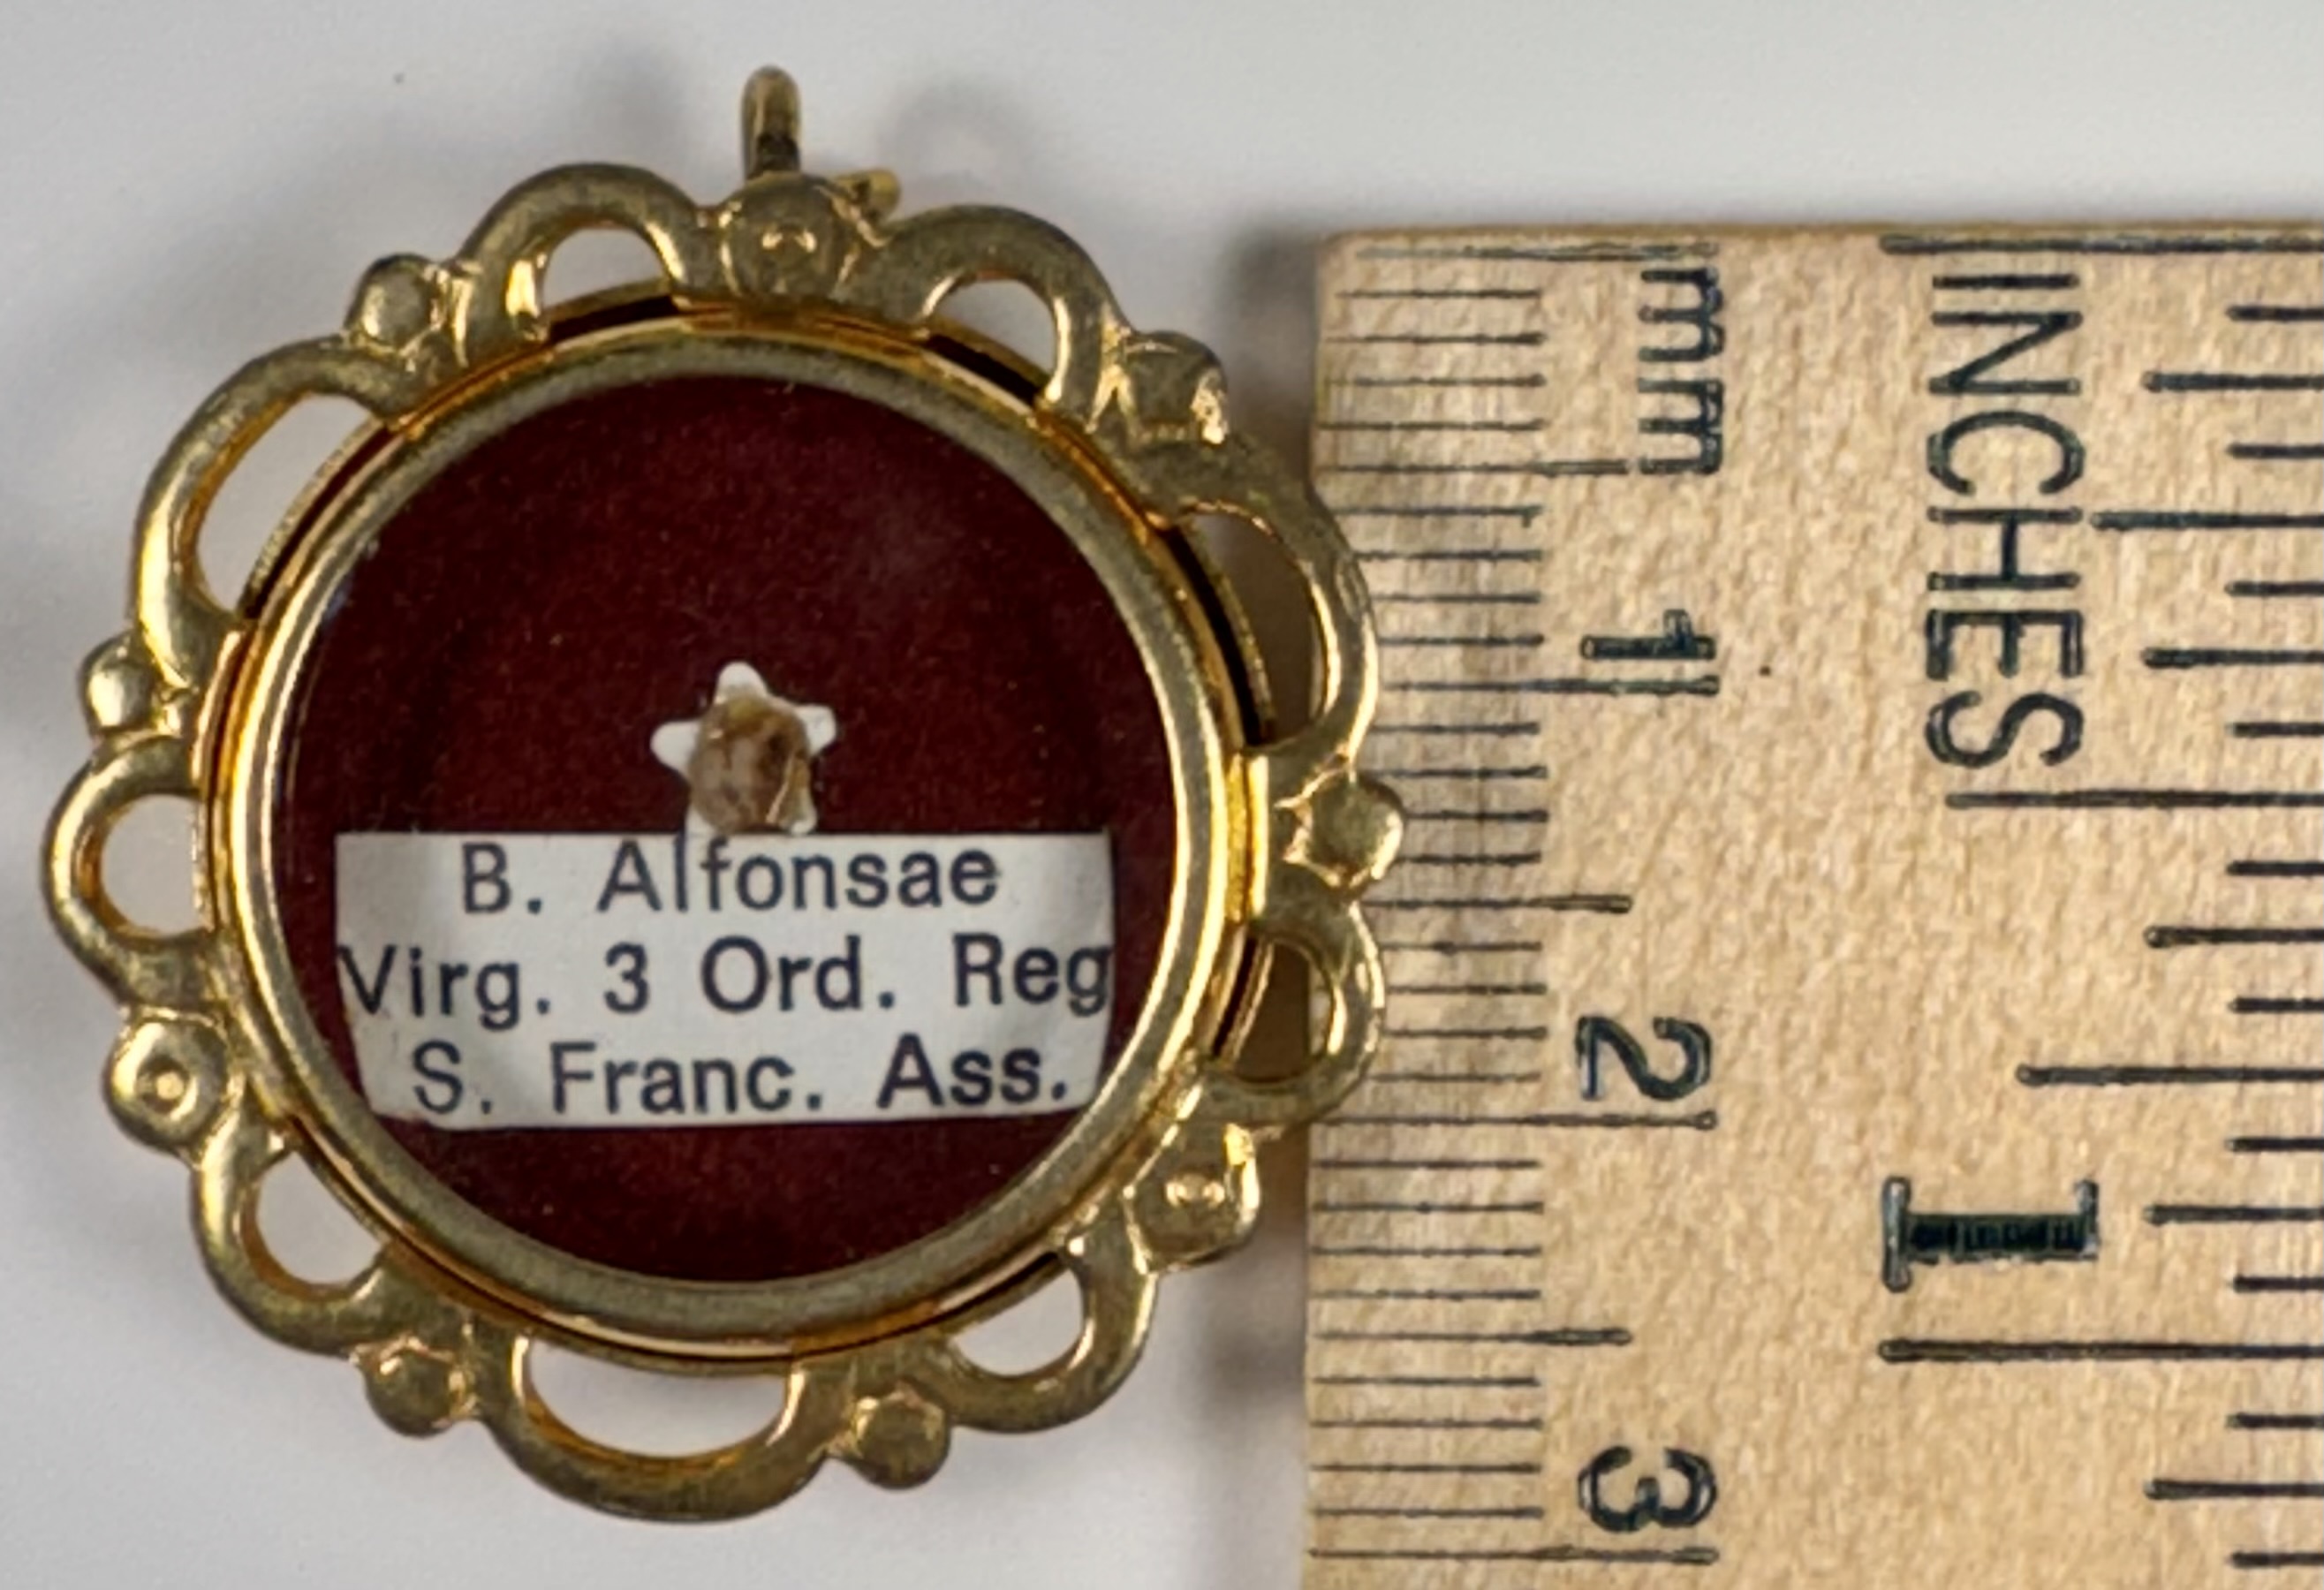 B. Alfonsae
Virg. 3 Ord. Reg
S. Franc. Ass.
mm
1
2
3
INCHES
1